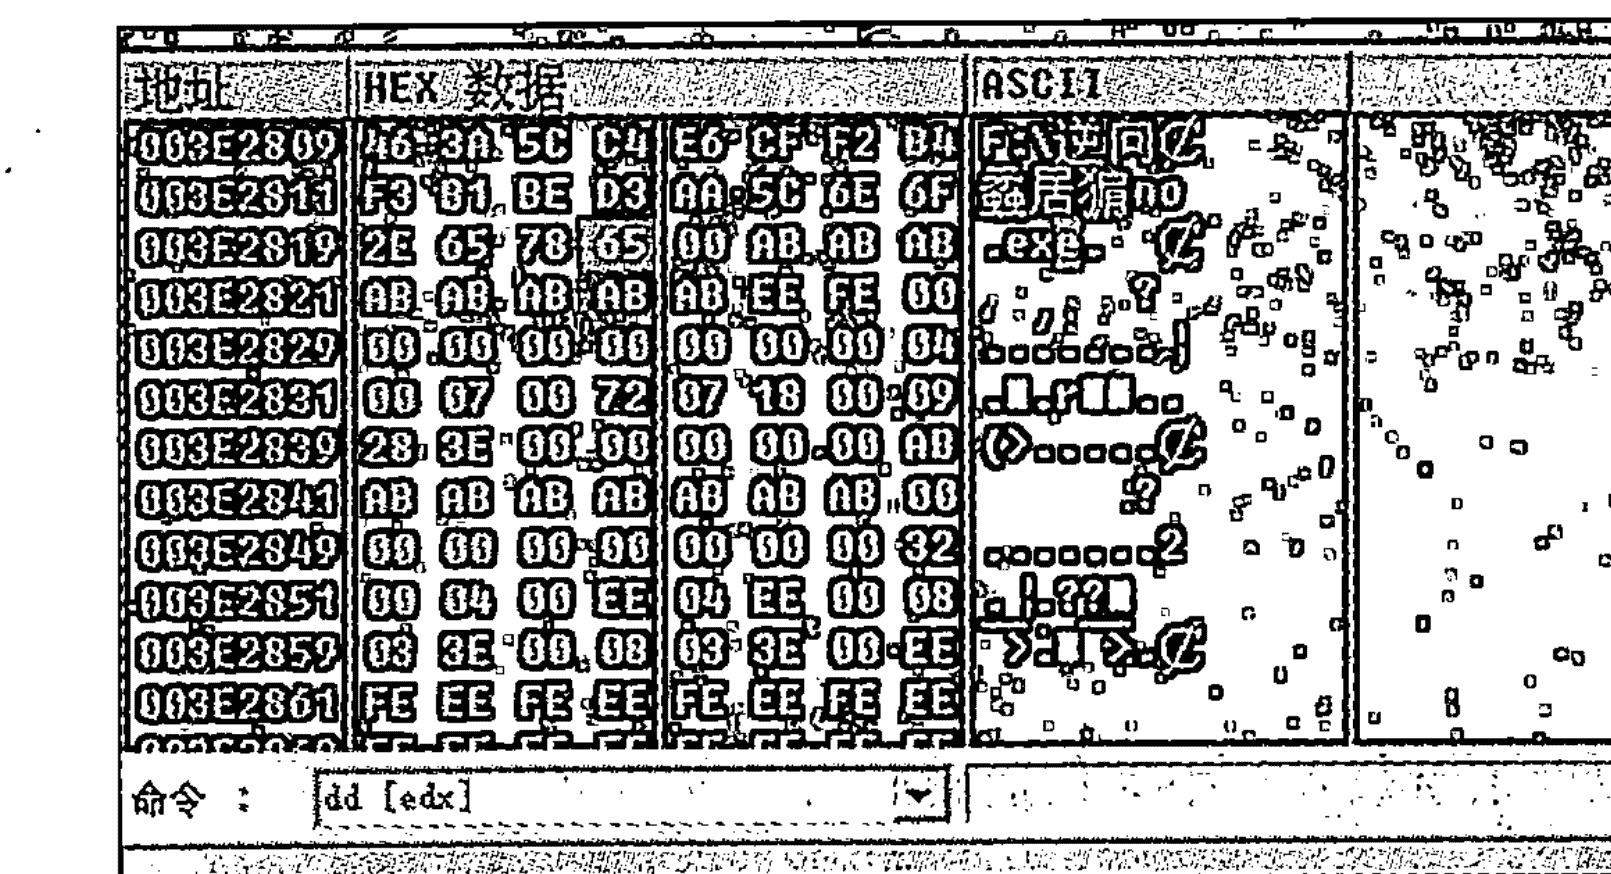 地址 HEX 数据 ASCII
003E2809 46 3A 5C C4 E6 CF F2 D4 F:\
003E2811 F3 B1 BE D3 AA 5C 6E 6F no
003E2819 2E 65 78 65 00 AB AB AB .exe.
003E2821 AB AB AB AB AB EE FE 00
003E2829 00 00 00 00 00 00 00 04 .......
003E2831 00 07 00 72 07 18 00 09 . .r ..
003E2839 28 3E 00 00 00 00 00 AB (>.....
003E2841 AB AB AB AB AB AB AB 00
003E2849 00 00 00 00 00 00 00 32 .......2
003E2851 00 04 00 EE 04 EE 00 08 . .??
003E2859 03 3E 00 08 03 3E 00 EE >. >.
003E2861 FE EE FE EE FE EE FE EE
命令 : dd [edx]